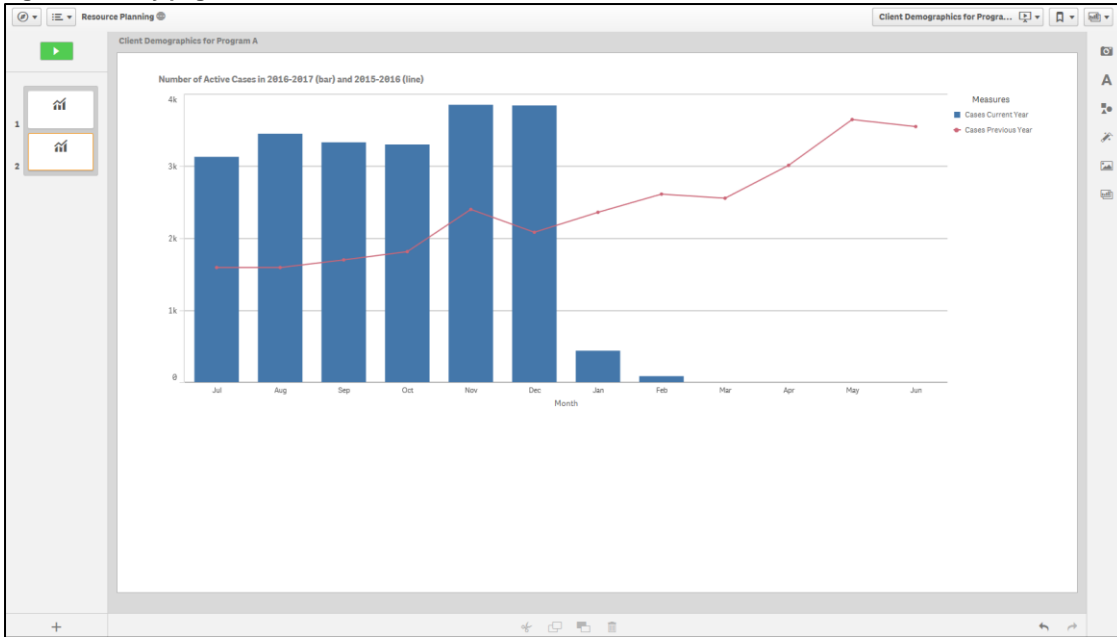 Resource Planning
Client Demographics for Progra...
Client Demographics for Program A
Number of Active Cases in 2016-2017 (bar) and 2015-2016 (line)
Measures
Cases Current Year
Cases Previous Year
4k
3k
2k
1k
0
Jul Aug Sep Oct Nov Dec Jan Feb Mar Apr May Jun
Month
1
2
A